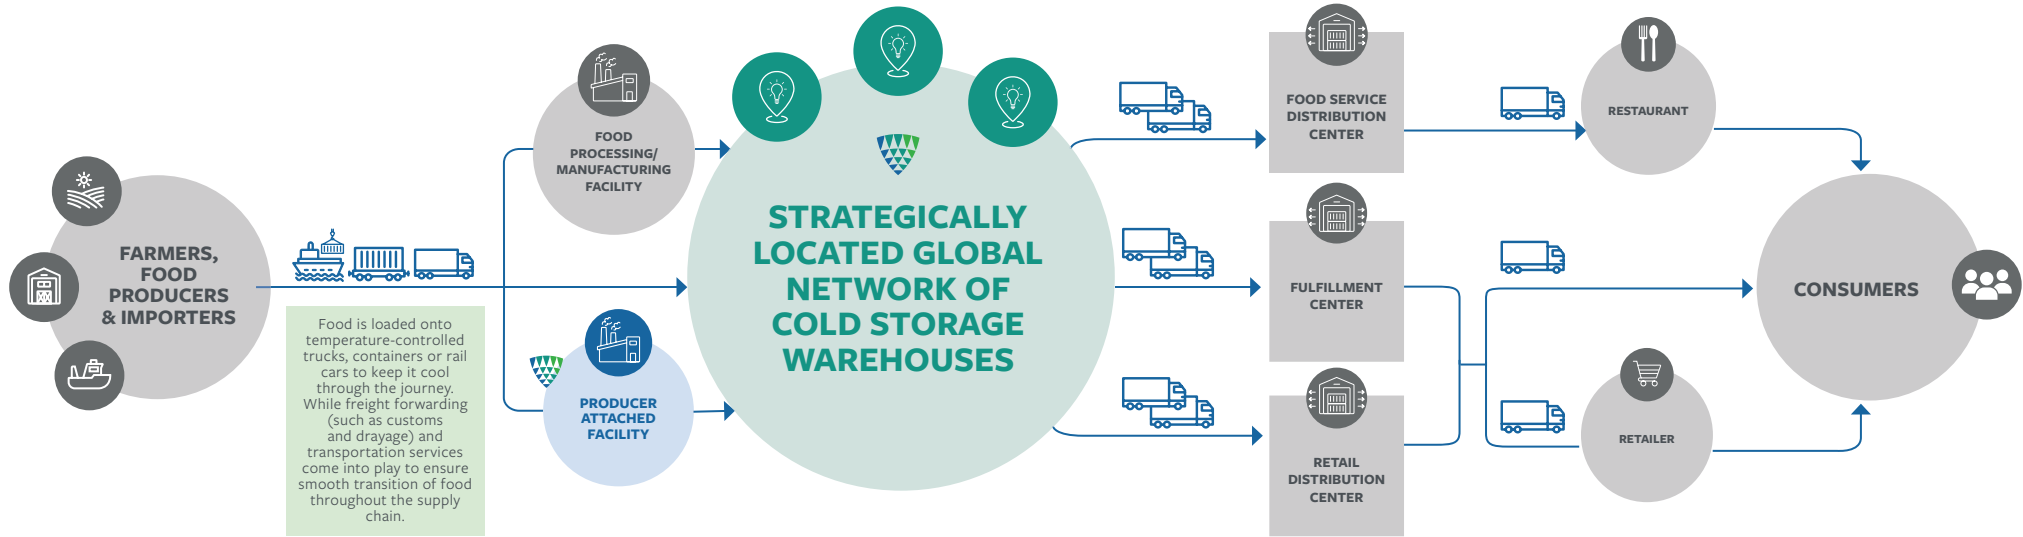 FARMERS,
FOOD
PRODUCERS
& IMPORTERS
Food is loaded onto
temperature-controlled
trucks, containers or rail
cars to keep it cool
through the journey.
While freight forwarding
(such as customs
and drayage) and
transportation services
come into play to ensure
smooth transition of food
throughout the supply
chain.
FOOD
PROCESSING/
MANUFACTURING
FACILITY
PRODUCER
ATTACHED
FACILITY
STRATEGICALLY
LOCATED GLOBAL
NETWORK OF
COLD STORAGE
WAREHOUSES
FOOD SERVICE
DISTRIBUTION
CENTER
FULFILLMENT
CENTER
RETAIL
DISTRIBUTION
CENTER
RESTAURANT
RETAILER
CONSUMERS